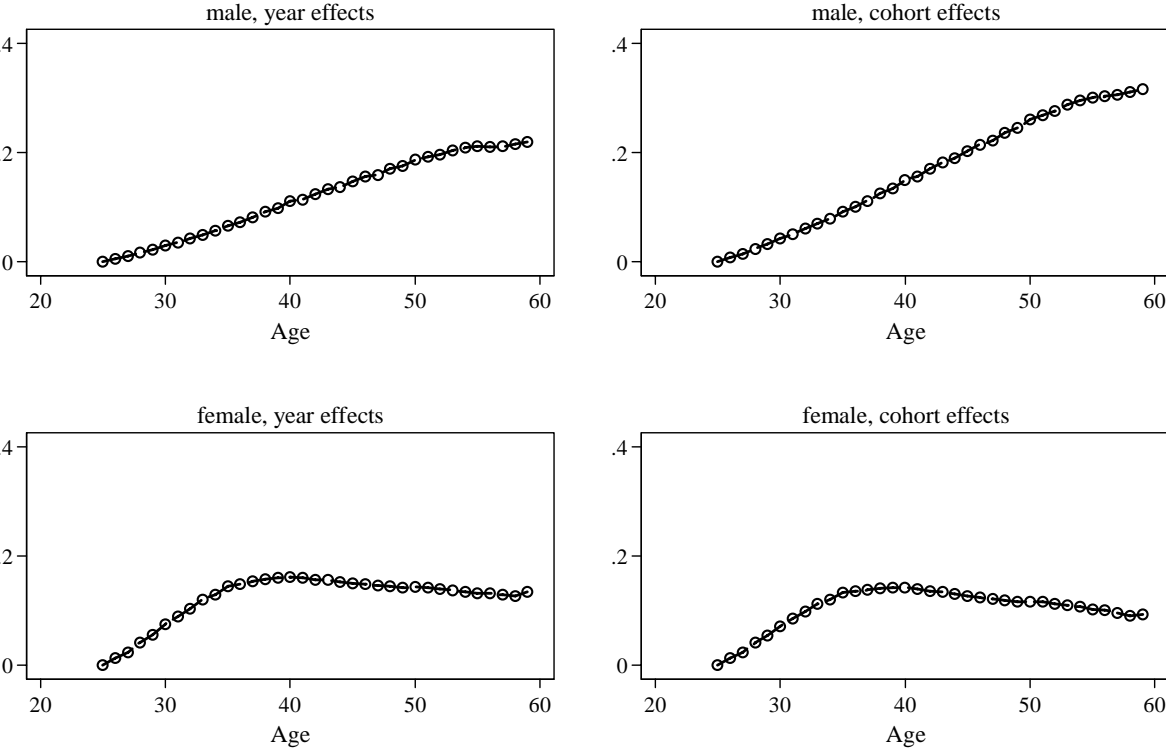 male, year effects
.4
.2
0
20 30 40 50 60
Age
male, cohort effects
.4
.2
0
20 30 40 50 60
Age
female, year effects
.4
.2
0
20 30 40 50 60
Age
female, cohort effects
.4
.2
0
20 30 40 50 60
Age